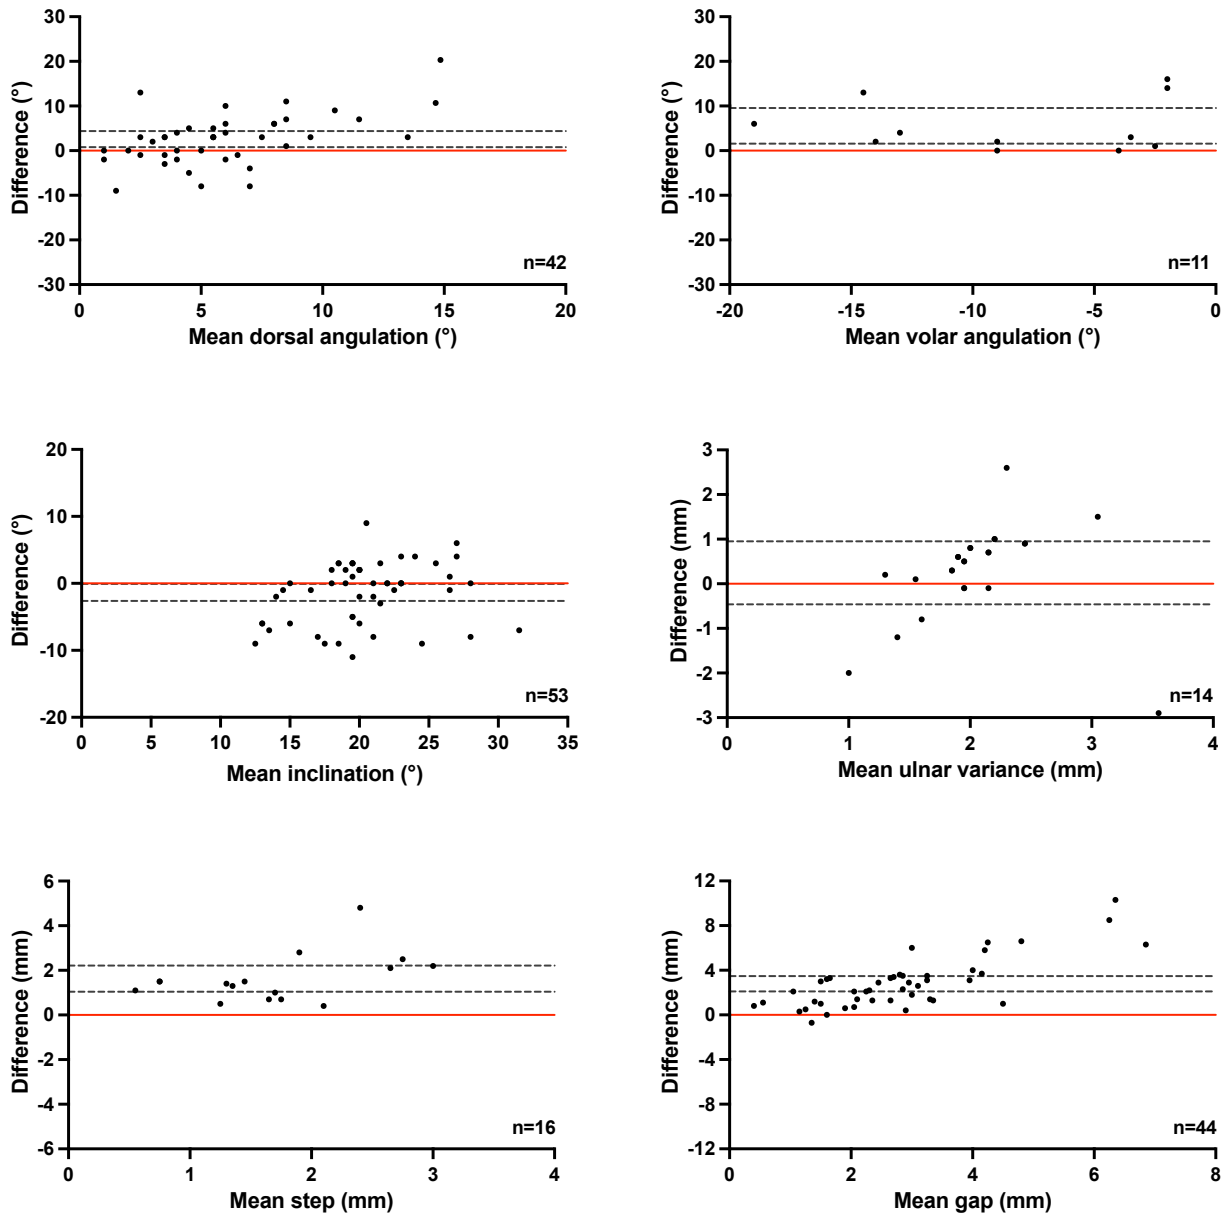 30
20
10
0
-10
-20
-30
Difference (°)
n=42
0 5 10 15 20
Mean dorsal angulation (°)
30
20
10
0
-10
-20
-30
Difference (°)
n=11
-20 -15 -10 -5 0
Mean volar angulation (°)
20
10
0
-10
-20
Difference (°)
n=53
0 5 10 15 20 25 30 35
Mean inclination (°)
3
2
1
0
-1
-2
-3
Difference (mm)
n=14
0 1 2 3 4
Mean ulnar variance (mm)
6
4
2
0
-2
-4
-6
Difference (mm)
n=16
0 1 2 3 4
Mean step (mm)
12
8
4
0
-4
-8
-12
Difference (mm)
n=44
0 2 4 6 8
Mean gap (mm)